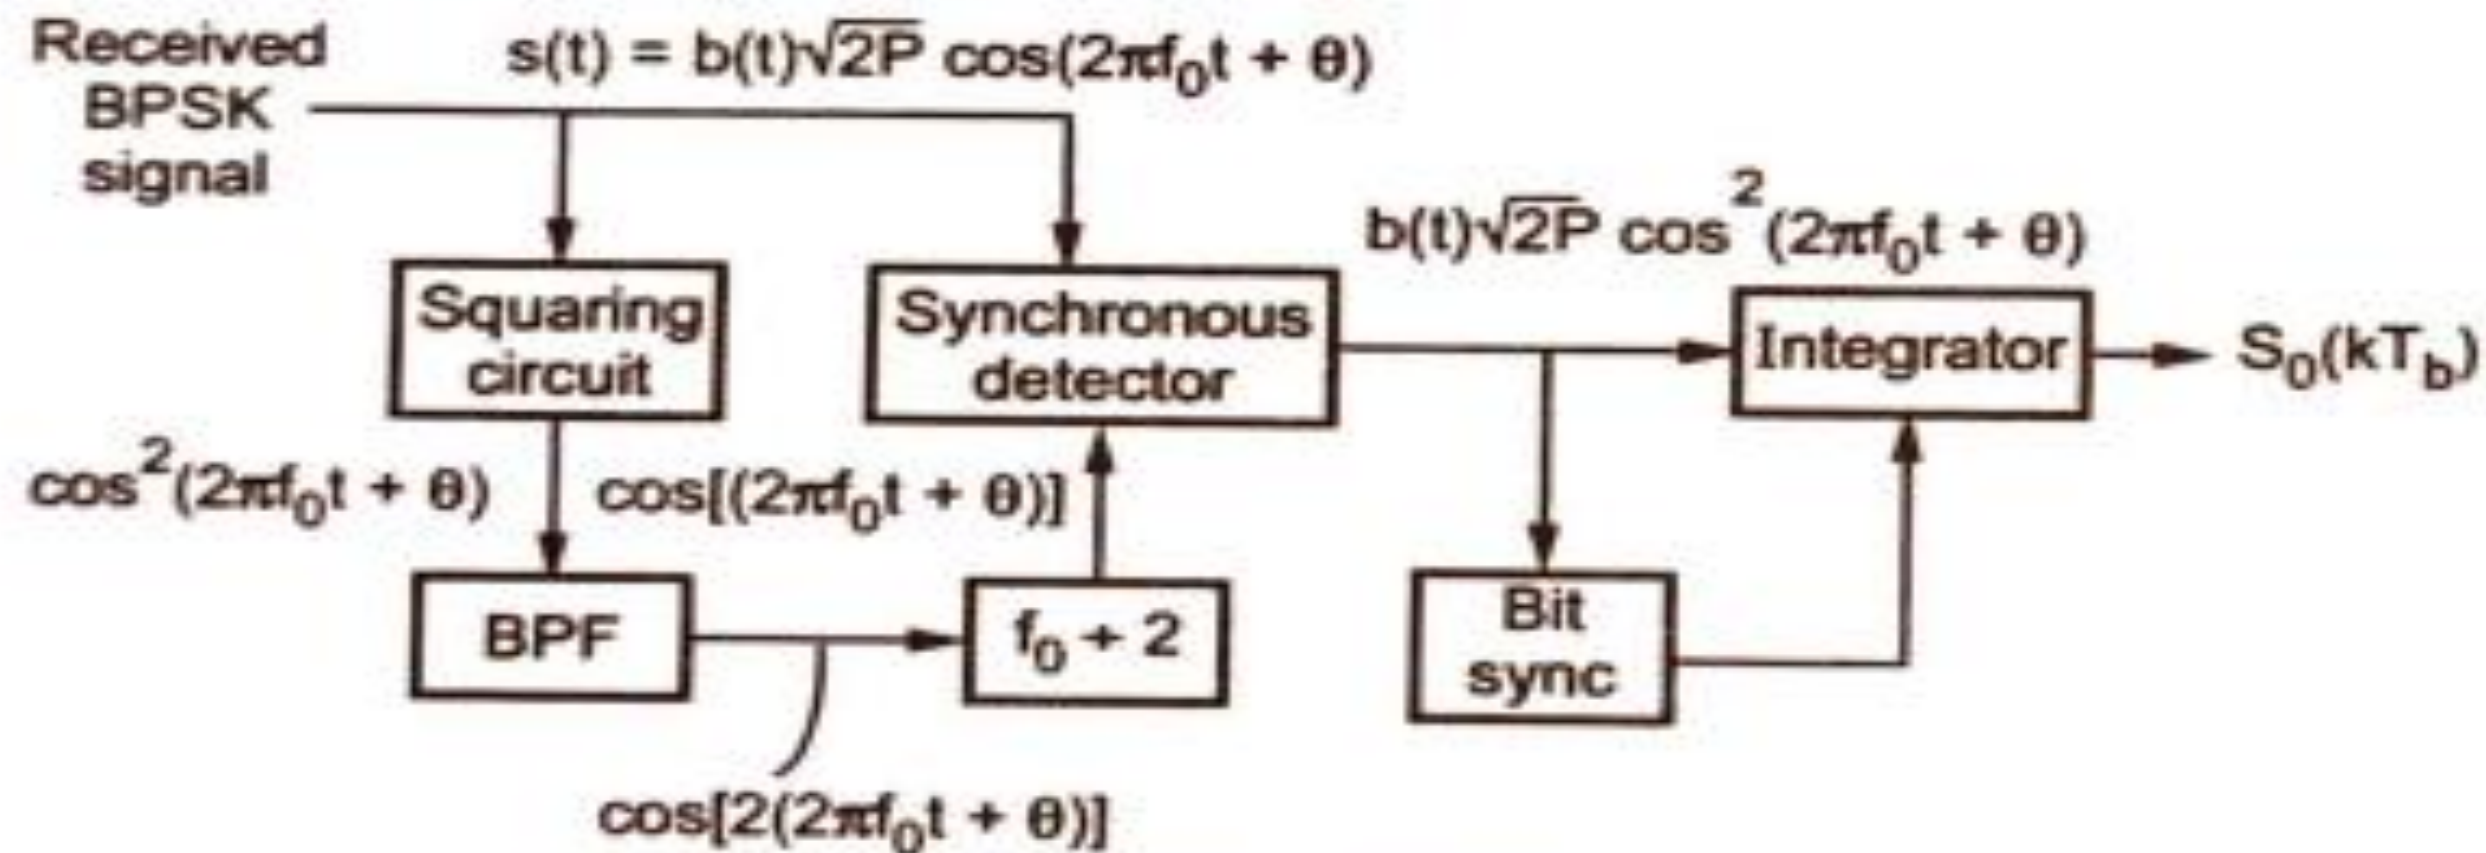 Received
BPSK
signal
s(t) = b(t)√2P cos(2πf₀t + θ)
b(t)√2P cos²(2πf₀t + θ)
Squaring
circuit
Synchronous
detector
Integrator
S₀(kT_b)
cos²(2πf₀t + θ)
cos[(2πf₀t + θ)]
BPF
f₀ + 2
Bit
sync
cos[2(2πf₀t + θ)]